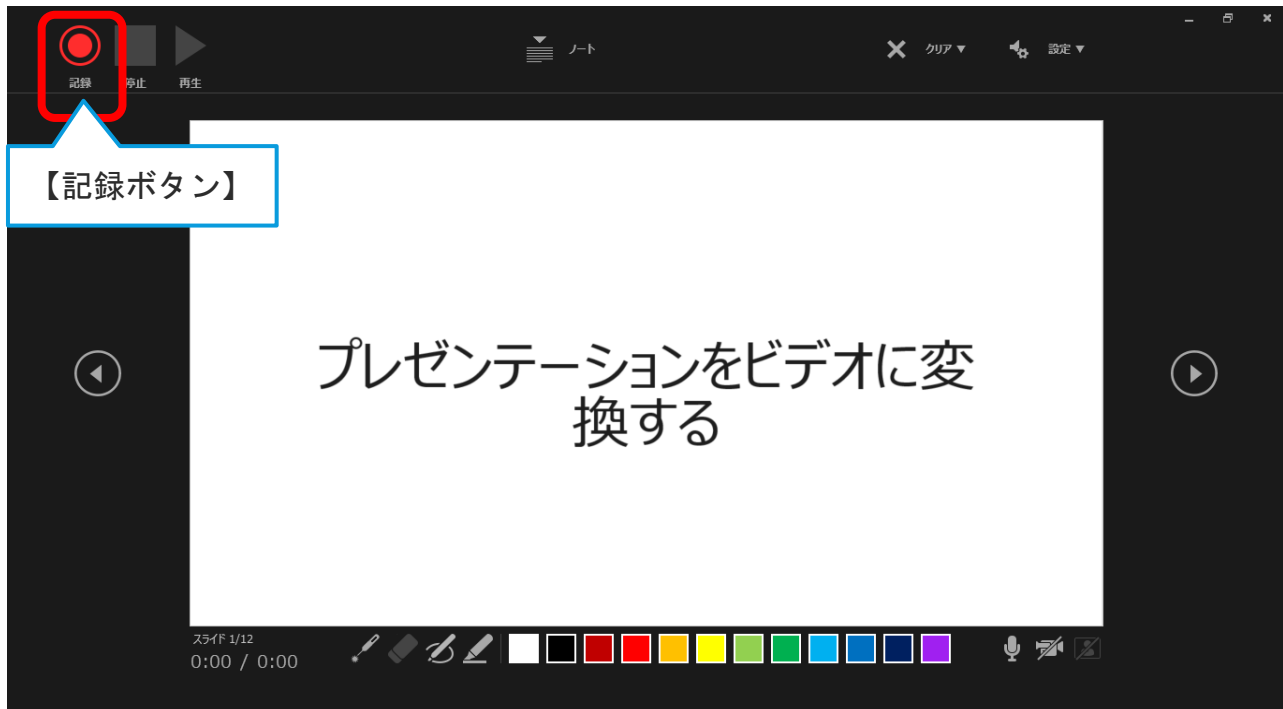 記録
停止
再生
ノート
クリア ▼
設定 ▼
【記録ボタン】
プレゼンテーションをビデオに変
換する
スライド 1/12
0:00 / 0:00